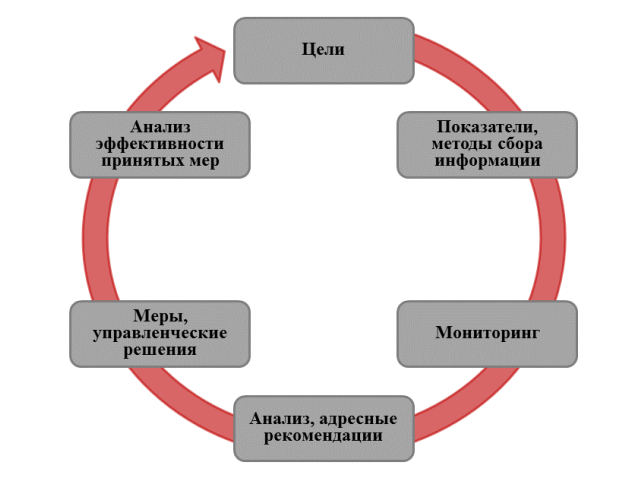 Цели
Показатели,
методы сбора
информации
Мониторинг
Анализ, адресные
рекомендации
Меры,
управленческие
решения
Анализ
эффективности
принятых мер